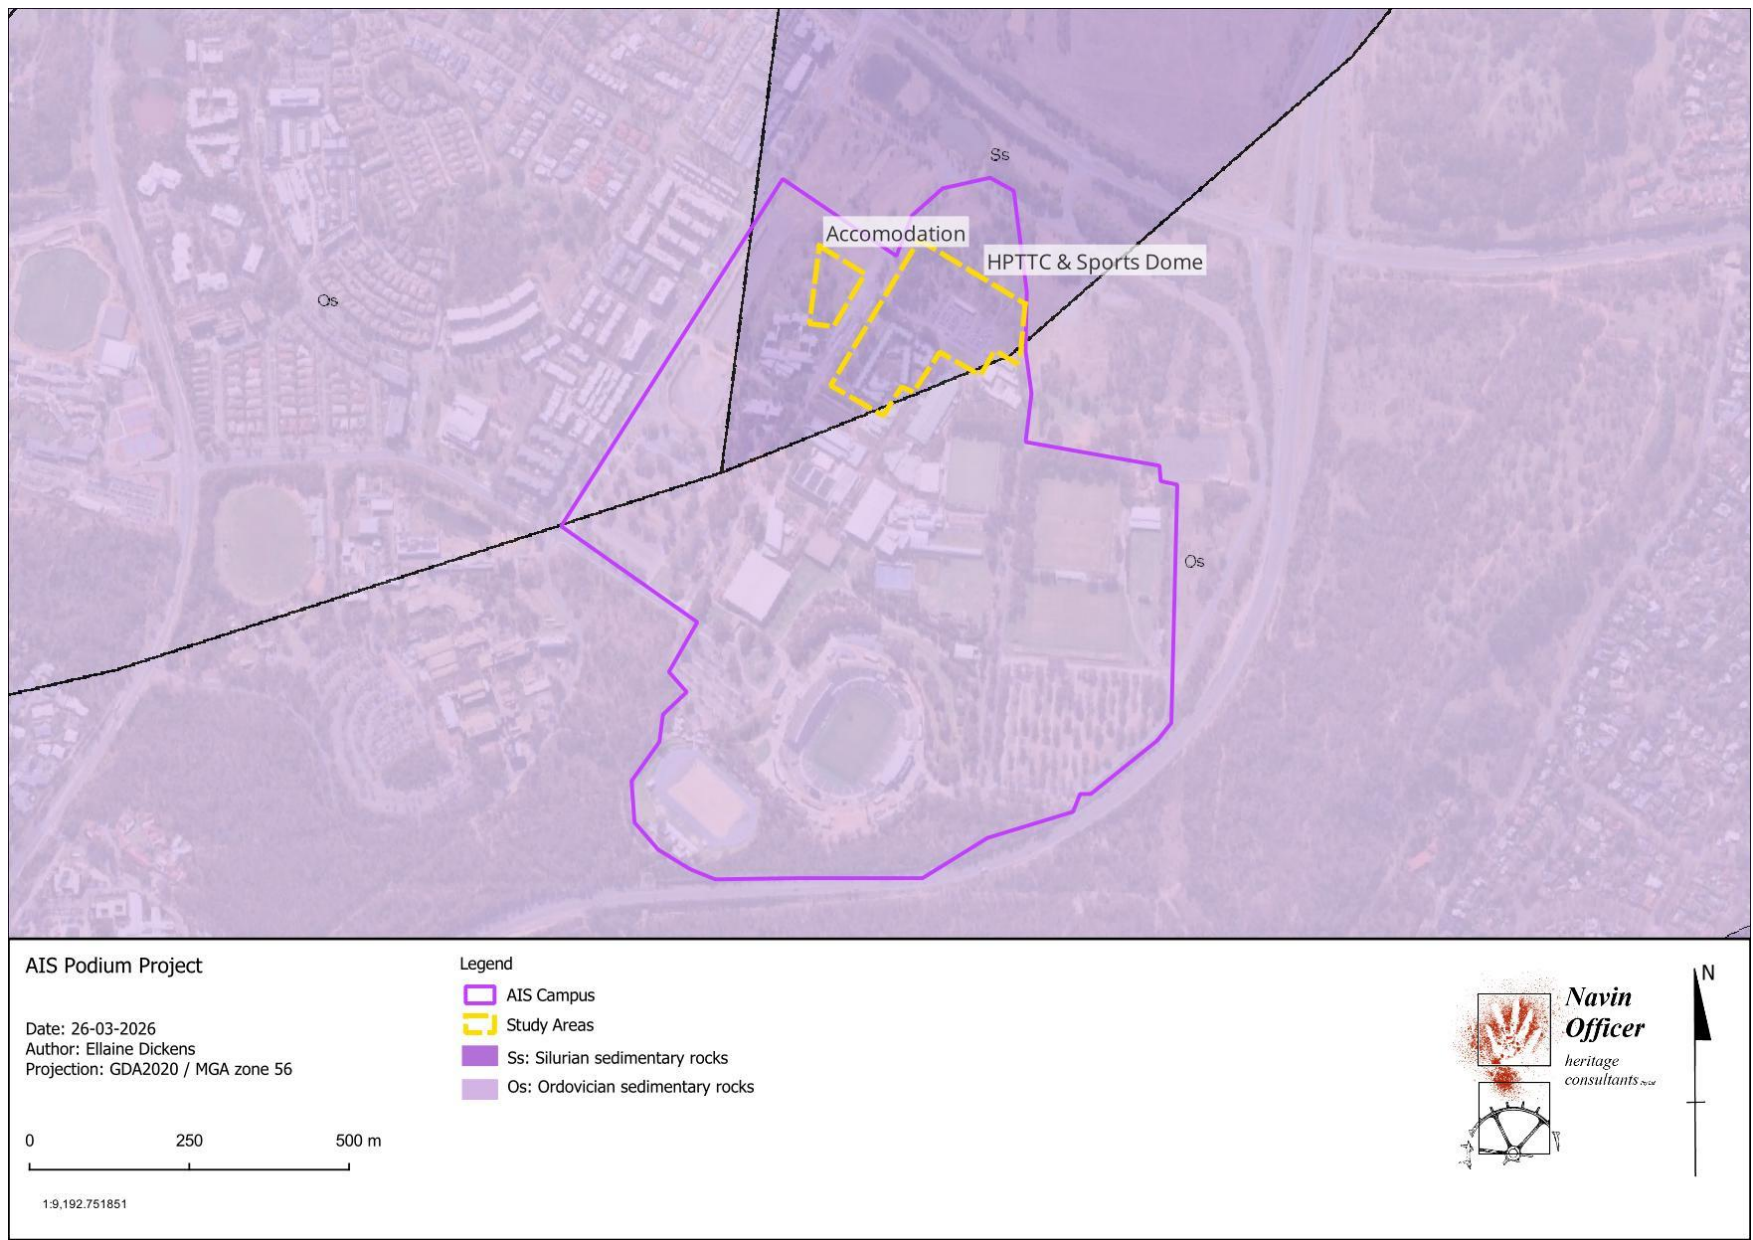 Ss
Accomodation
HPTTC & Sports Dome
Os
Os
AIS Podium Project
Date: 26-03-2026
Author: Ellaine Dickens
Projection: GDA2020 / MGA zone 56
0 250 500 m
1:9,192.751851
Legend
AIS Campus
Study Areas
Ss: Silurian sedimentary rocks
Os: Ordovician sedimentary rocks
Navin
Officer
heritage
consultants
N